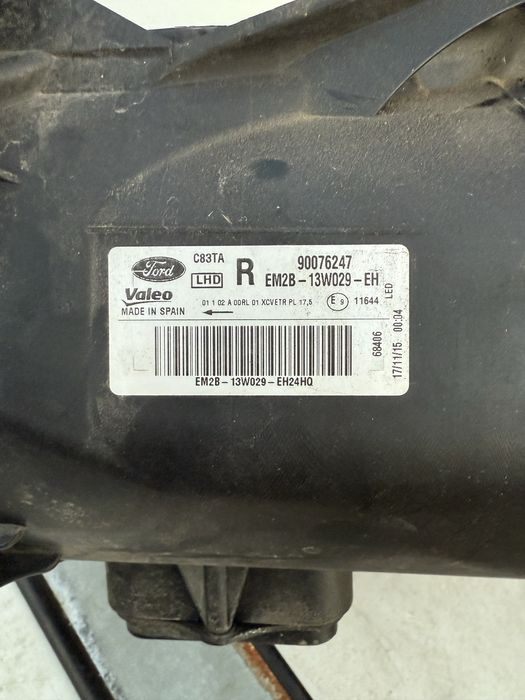 C83TA
Ford
LHD R
90076247
EM2B-13W029-EH
Valeo
MADE IN SPAIN
01 1 02 A 00RL 01 XCVETR PL 17,5
E9 11644
LED
EM2B-13W029-EH24HQ
68406
17/11/15 00:04